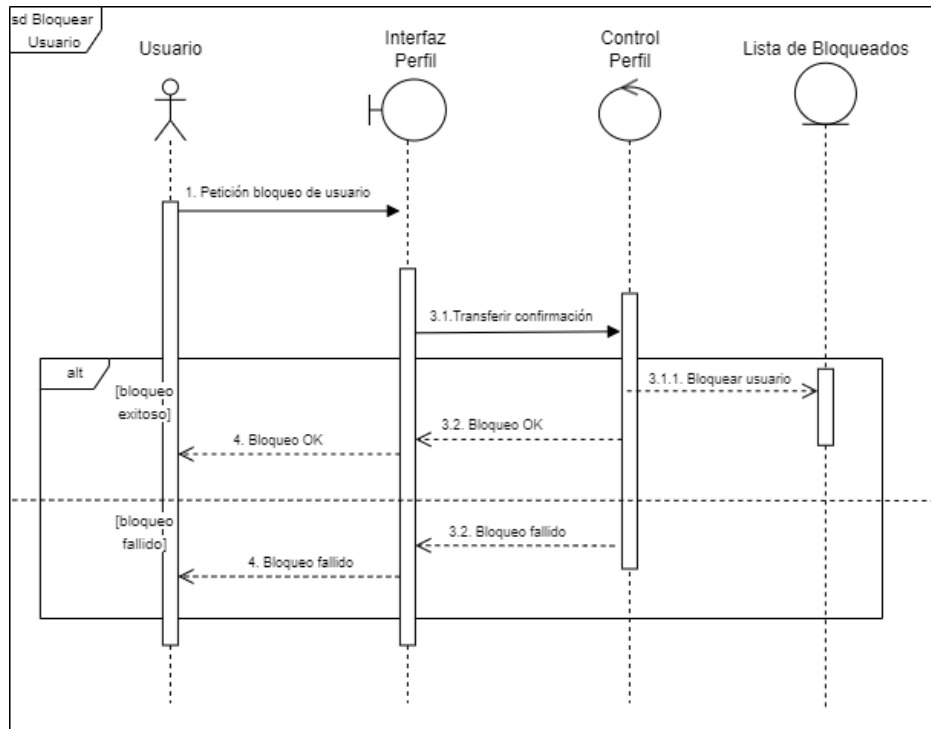 sd Bloquear
Usuario
Usuario
Interfaz
Perfil
Control
Perfil
Lista de Bloqueados
1. Petición bloqueo de usuario
3.1.Transferir confirmación
alt
[bloqueo
exitoso]
3.1.1. Bloquear usuario
3.2. Bloqueo OK
4. Bloqueo OK
[bloqueo
fallido]
3.2. Bloqueo fallido
4. Bloqueo fallido